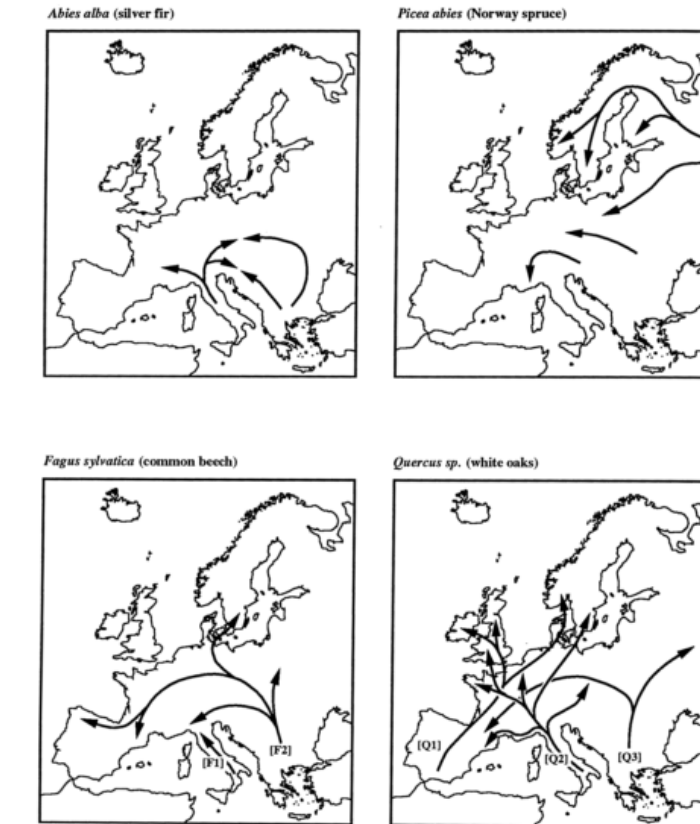 Abies alba (silver fir)
Picea abies (Norway spruce)
Fagus sylvatica (common beech)
Quercus sp. (white oaks)
[F1]
[F2]
[Q1]
[Q2]
[Q3]